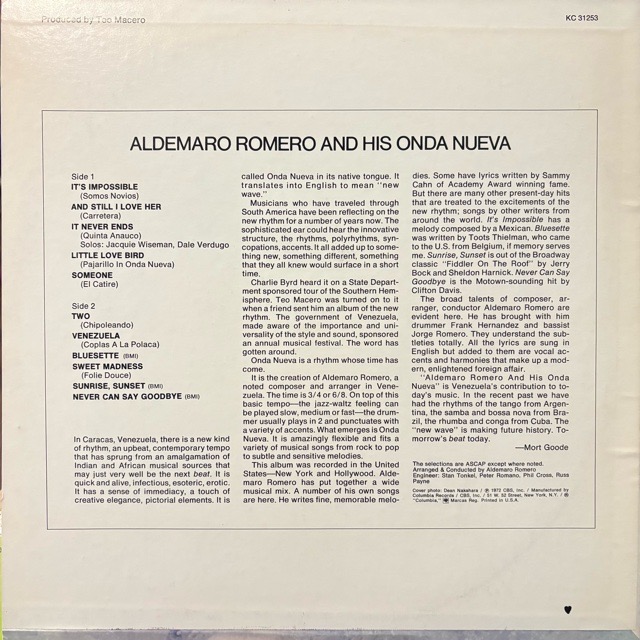 Produced by Teo Macero
KC 31253
ALDEMARO ROMERO AND HIS ONDA NUEVA
Side 1
IT'S IMPOSSIBLE
(Somos Novios)
AND STILL I LOVE HER
(Carretera)
IT NEVER ENDS
(Quinta Anauco)
Solos: Jacquie Wiseman, Dale Verdugo
LITTLE LOVE BIRD
(Pajarillo In Onda Nueva)
SOMEONE
(El Catire)
Side 2
TWO
(Chipoleando)
VENEZUELA
(Coplas A La Polaca)
BLUESETTE (BMI)
SWEET MADNESS
(Folie Douce)
SUNRISE, SUNSET (BMI)
NEVER CAN SAY GOODBYE (BMI)
In Caracas, Venezuela, there is a new kind
of rhythm, an upbeat, contemporary tempo
that has sprung from an amalgamation of
Indian and African musical sources that
may just very well be the next beat. It is
quick and alive, infectious, esoteric, erotic.
It has a sense of immediacy, a touch of
creative elegance, pictorial elements. It is
called Onda Nueva in its native tongue. It
translates into English to mean "new
wave."
Musicians who have traveled through
South America have been reflecting on the
new rhythm for a number of years now. The
sophisticated ear could hear the innovative
structure, the rhythms, polyrhythms, syn-
copations, accents. It all added up to some-
thing new, something different, something
that they all knew would surface in a short
time.
Charlie Byrd heard it on a State Depart-
ment sponsored tour of the Southern Hem-
isphere. Teo Macero was turned on to it
when a friend sent him an album of the new
rhythm. The government of Venezuela,
made aware of the importance and uni-
versality of the style and sound, sponsored
an annual musical festival. The word has
gotten around.
Onda Nueva is a rhythm whose time has
come.
It is the creation of Aldemaro Romero, a
noted composer and arranger in Vene-
zuela. The time is 3/4 or 6/8. On top of this
basic tempo—the jazz-waltz feeling can
be played slow, medium or fast—the drum-
mer usually plays in 2 and punctuates with
a variety of accents. What emerges is Onda
Nueva. It is amazingly flexible and fits a
variety of musical songs from rock to pop
to subtle and sensitive melodies.
This album was recorded in the United
States—New York and Hollywood. Alde-
maro Romero has put together a wide
musical mix. A number of his own songs
are here. He writes fine, memorable melo-
dies. Some have lyrics written by Sammy
Cahn of Academy Award winning fame.
But there are many other present-day hits
that are treated to the excitements of the
new rhythm; songs by other writers from
around the world. It's Impossible has a
melody composed by a Mexican. Bluesette
was written by Toots Thielman, who came
to the U.S. from Belgium, if memory serves
me. Sunrise, Sunset is out of the Broadway
classic "Fiddler On The Roof" by Jerry
Bock and Sheldon Harnick. Never Can Say
Goodbye is the Motown-sounding hit by
Clifton Davis.
The broad talents of composer, ar-
ranger, conductor Aldemaro Romero are
evident here. He has brought with him
drummer Frank Hernandez and bassist
Jorge Romero. They understand the sub-
tleties totally. All the lyrics are sung in
English but added to them are vocal ac-
cents and harmonies that make up a mod-
ern, enlightened foreign affair.
"Aldemaro Romero And His Onda
Nueva" is Venezuela's contribution to to-
day's music. In the recent past we have
had the rhythms of the tango from Argen-
tina, the samba and bossa nova from Bra-
zil, the rhumba and conga from Cuba. The
"new wave" is making future history. To-
morrow's beat today.
—Mort Goode
The selections are ASCAP except where noted.
Arranged & Conducted by Aldemaro Romero
Engineer: Stan Tonkel, Peter Romano, Phil Cross, Russ
Payne
Cover photo: Dean Nakahara / ℗ 1972 CBS, Inc. / Manufactured by
Columbia Records / CBS, Inc. / 51 W. 52 Street, New York, N.Y. / ®
"Columbia," Marcas Reg. Printed in U.S.A.